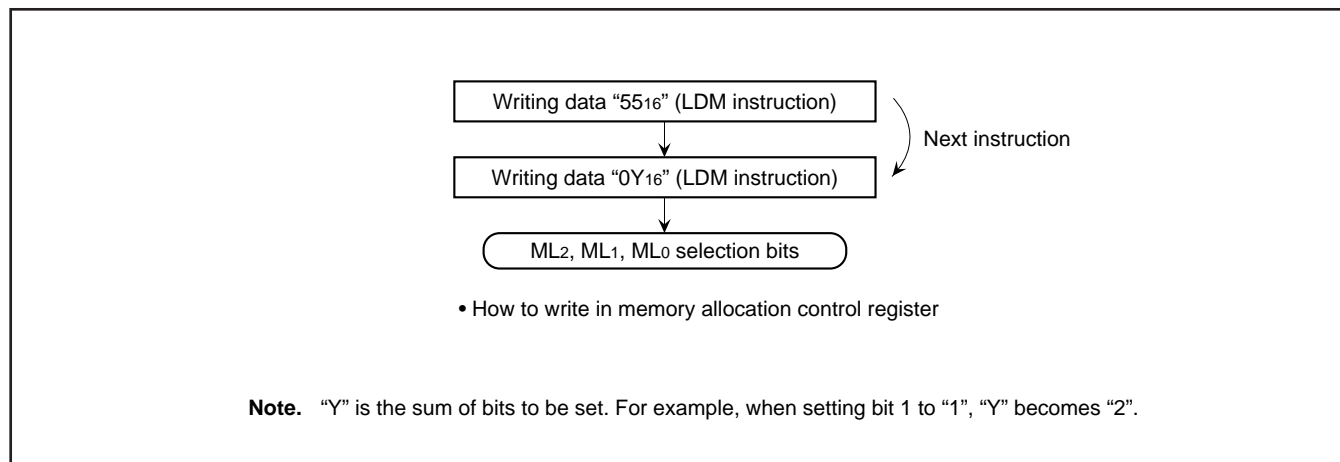 Writing data “55₁₆” (LDM instruction)
Next instruction
Writing data “0Y₁₆” (LDM instruction)
ML₂, ML₁, ML₀ selection bits
• How to write in memory allocation control register
Note. “Y” is the sum of bits to be set. For example, when setting bit 1 to “1”, “Y” becomes “2”.